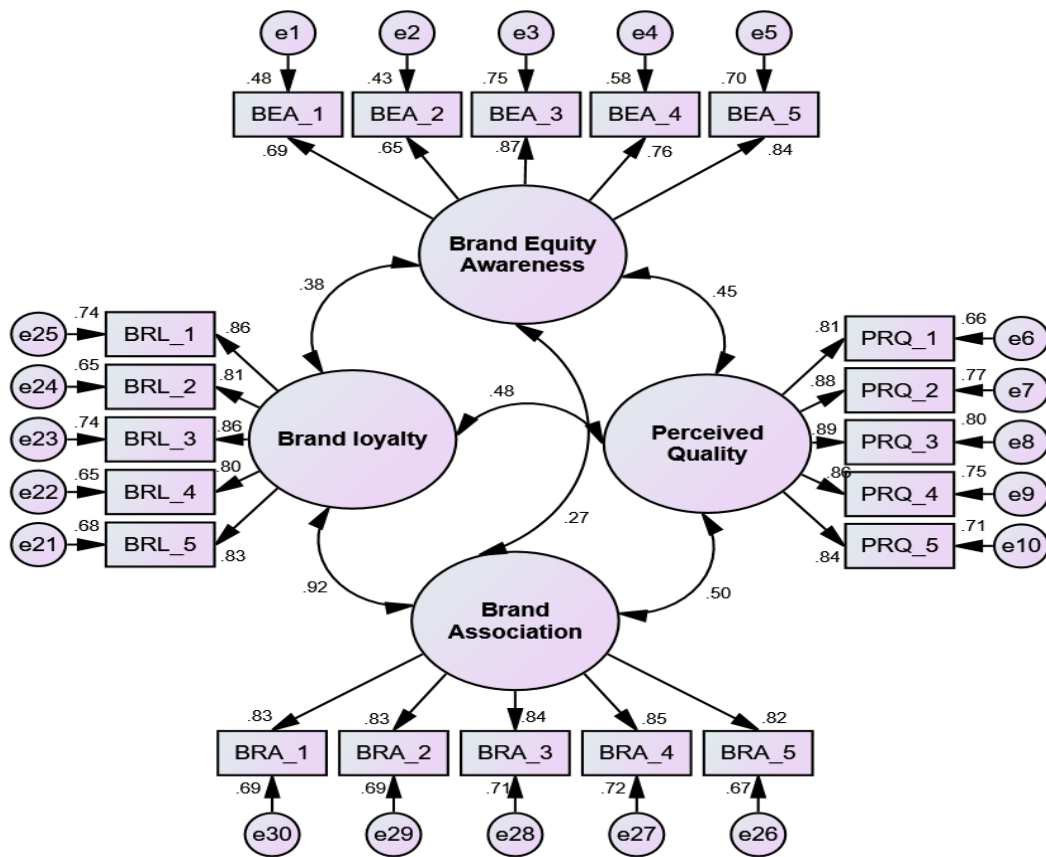 e1 e2 e3 e4 e5
.48 .43 .75 .58 .70
BEA_1 BEA_2 BEA_3 BEA_4 BEA_5
.69 .65 .87 .76 .84
Brand Equity
Awareness
.38 .45
e25 .74 BRL_1 .86
e24 .65 BRL_2 .81
e23 .74 BRL_3 .86
e22 .65 BRL_4 .80
e21 .68 BRL_5 .83
Brand loyalty
.48
Perceived
Quality
.81 PRQ_1 .66 e6
.88 PRQ_2 .77 e7
.89 PRQ_3 .80 e8
.86 PRQ_4 .75 e9
.84 PRQ_5 .71 e10
.27
.92 .50
Brand
Association
.83 .83 .84 .85 .82
BRA_1 BRA_2 BRA_3 BRA_4 BRA_5
.69 .69 .71 .72 .67
e30 e29 e28 e27 e26